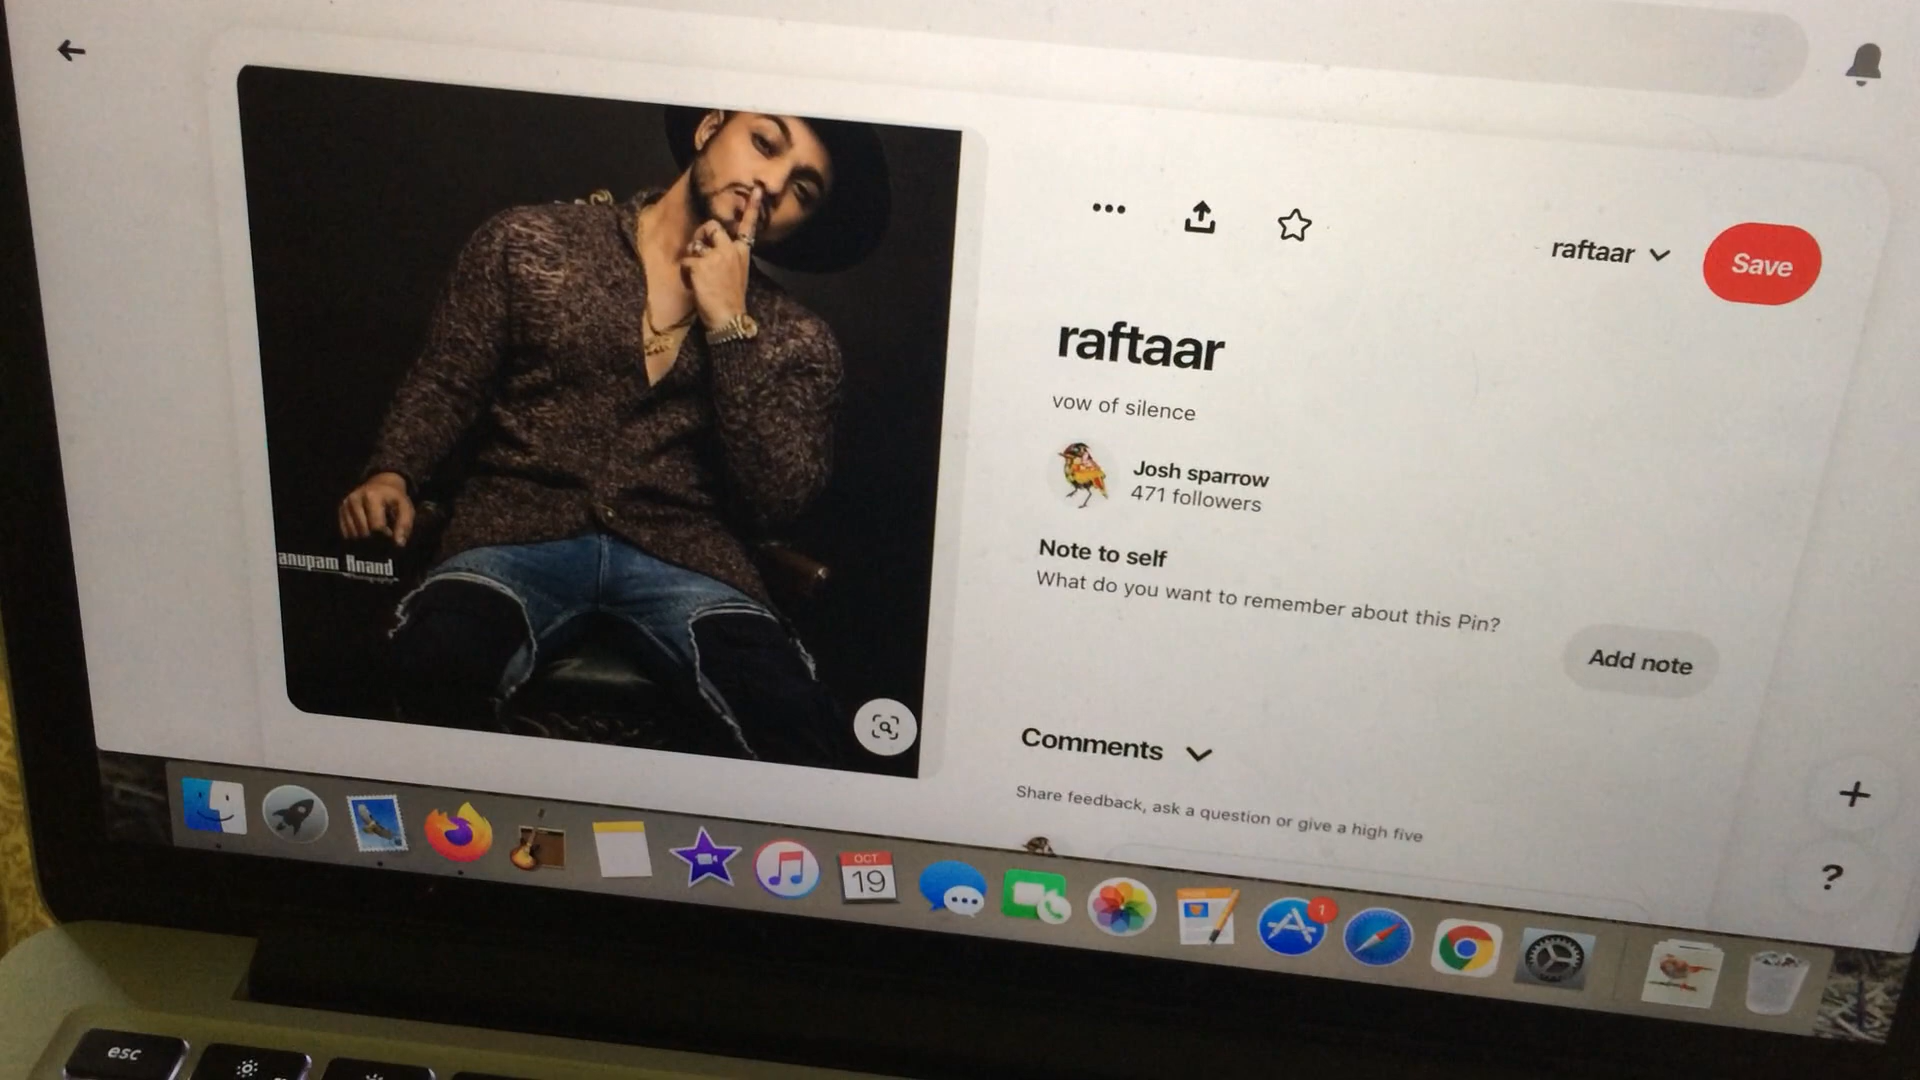 raftaar
Save
raftaar
vow of silence
Josh sparrow
471 followers
Note to self
What do you want to remember about this Pin?
Add note
Comments
Share feedback, ask a question or give a high five
anupam Anand
Photography
OCT
19
1
?
esc